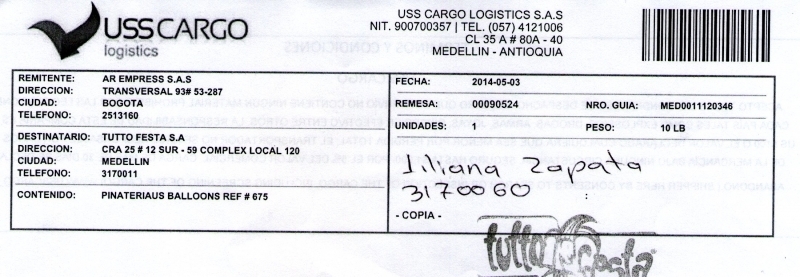 USSCARGO
logistics
USS CARGO LOGISTICS S.A.S
NIT. 900700357 | TEL. (057) 4121006
CL 35 A # 80A - 40
MEDELLIN - ANTIOQUIA
REMITENTE: AR EMPRESS S.A.S
DIRECCION: TRANSVERSAL 93# 53-287
CIUDAD: BOGOTA
TELEFONO: 2513160
DESTINATARIO: TUTTO FESTA S.A
DIRECCION: CRA 25 # 12 SUR - 59 COMPLEX LOCAL 120
CIUDAD: MEDELLIN
TELEFONO: 3170011
CONTENIDO: PINATERIAUS BALLOONS REF # 675
FECHA: 2014-05-03
REMESA: 00090524 NRO. GUIA: MED0011120346
UNIDADES: 1 PESO: 10 LB
Liliana Zapata
3170060
- COPIA -
tutto festa